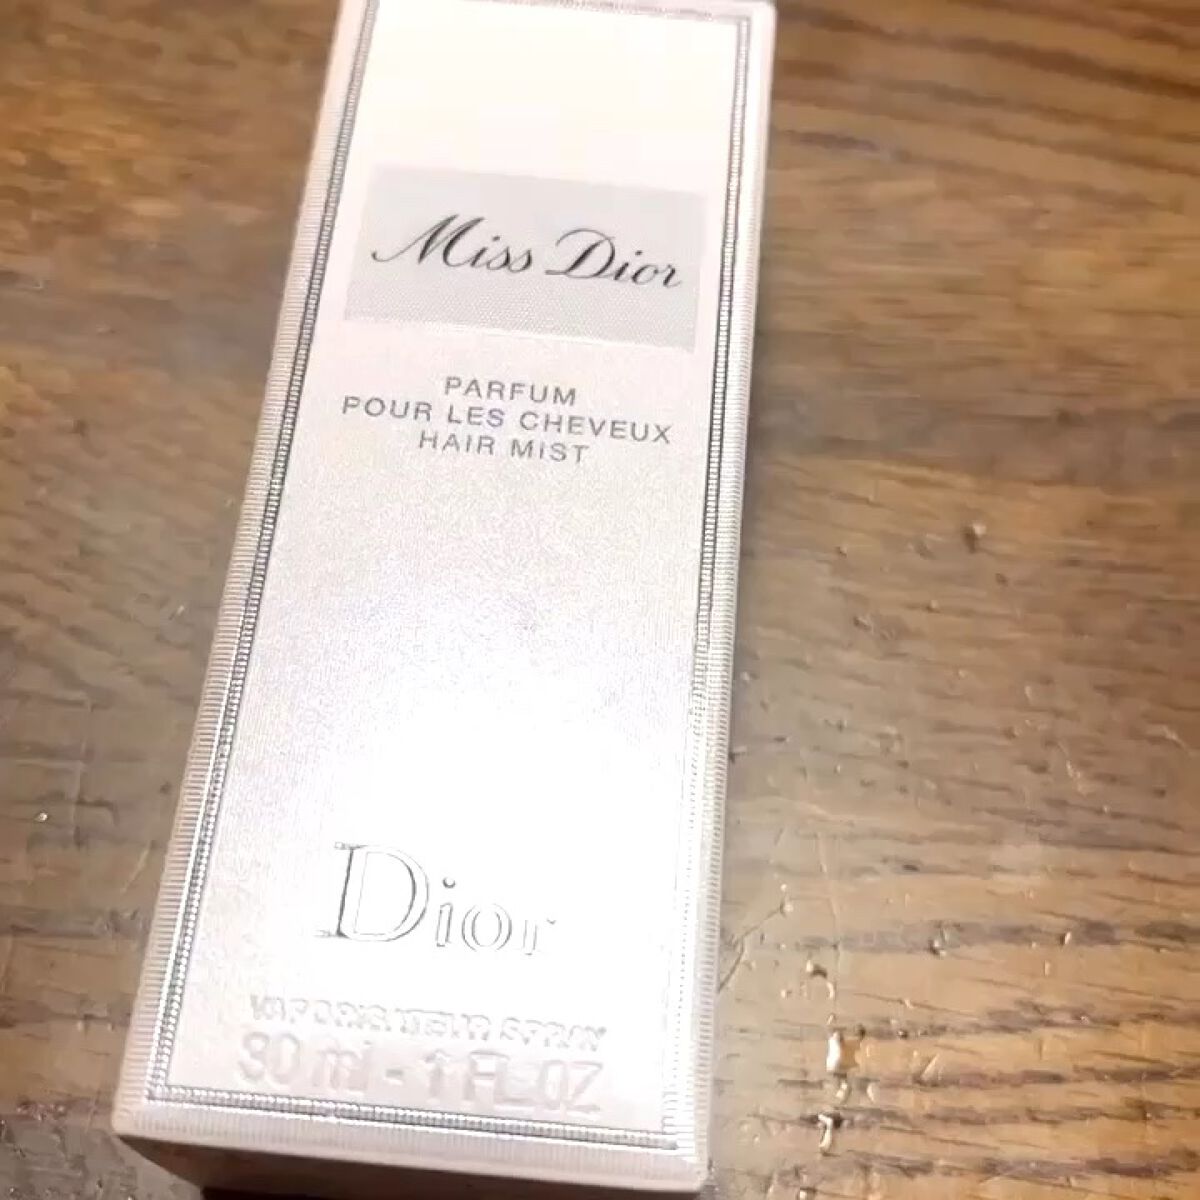 Miss Dior
PARFUM
POUR LES CHEVEUX
HAIR MIST
Dior
VAPORISATEUR SPRAY
30 ml - 1 FL.OZ